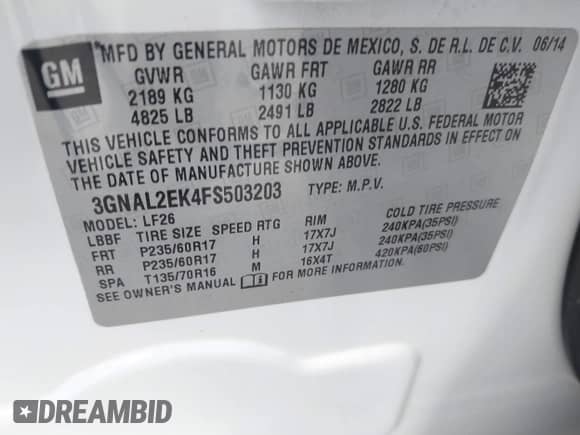 GM
MFD BY GENERAL MOTORS DE MEXICO, S. DE R.L. DE C.V. 06/14
GVWR GAWR FRT GAWR RR
2189 KG 1130 KG 1280 KG
4825 LB 2491 LB 2822 LB
THIS VEHICLE CONFORMS TO ALL APPLICABLE U.S. FEDERAL MOTOR
VEHICLE SAFETY AND THEFT PREVENTION STANDARDS IN EFFECT ON
THE DATE OF MANUFACTURE SHOWN ABOVE.
3GNAL2EK4FS503203 TYPE: M.P.V.
MODEL: LF26
LBBF TIRE SIZE SPEED RTG RIM COLD TIRE PRESSURE
FRT P235/60R17 H 17X7J 240KPA(35PSI)
RR P235/60R17 H 17X7J 240KPA(35PSI)
SPA T135/70R16 M 16X4T 420KPA(60PSI)
SEE OWNER'S MANUAL FOR MORE INFORMATION.
DREAMBID